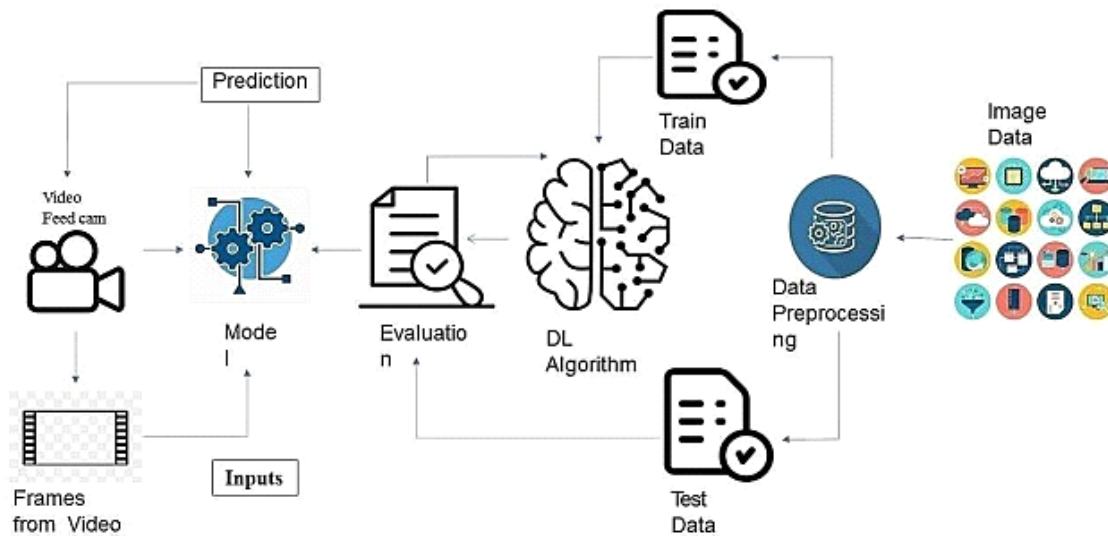 Prediction
Train
Data
Image
Data
Video
Feed cam
Mode
l
Evaluatio
n
DL
Algorithm
Data
Preprocessi
ng
Inputs
Frames
from Video
Test
Data